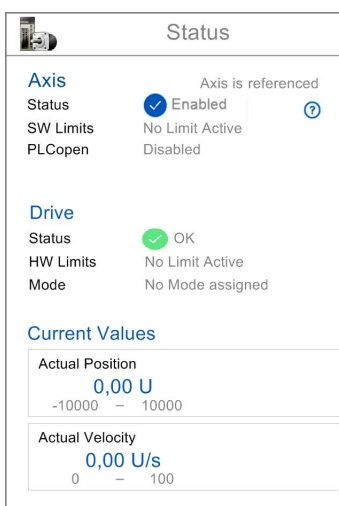 Status
Axis
Axis is referenced
Status Enabled ?
SW Limits No Limit Active
PLCopen Disabled
Drive
Status OK
HW Limits No Limit Active
Mode No Mode assigned
Current Values
Actual Position
0,00 U
-10000 – 10000
Actual Velocity
0,00 U/s
0 – 100